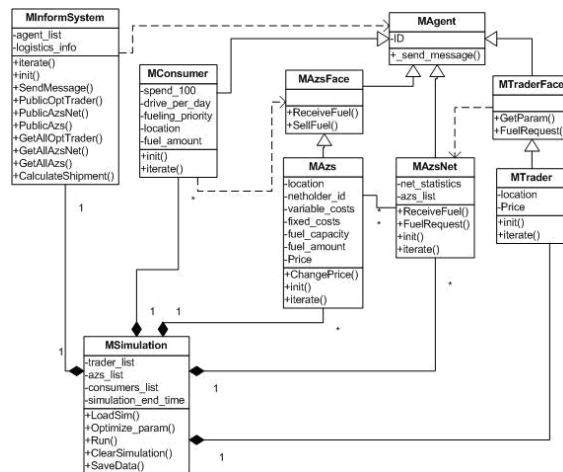 MInformSystem
-agent_list
-logistics_info
+iterate()
+init()
+SendMessage()
+PublicOptTrader()
+PublicAzsNet()
+PublicAzs()
+GetAllOptTrader()
+GetAllAzsNet()
+GetAllAzs()
+CalculateShipment()
MConsumer
-spend_100
-drive_per_day
-fueling_priority
-location
-fuel_amount
+init()
+iterate()
MAgent
-ID
+_send_message()
MAzsFace
+ReceiveFuel()
+SellFuel()
MTraderFace
+GetParam()
+FuelRequest()
MAzs
-location
-netholder_id
-variable_costs
-fixed_costs
-fuel_capacity
-fuel_amount
-Price
+ChangePrice()
+init()
+iterate()
MAzsNet
-net_statistics
-azs_list
+ReceiveFuel()
+FuelRequest()
+init()
+iterate()
MTrader
-location
-Price
+init()
+iterate()
1
*
*
*
*
1
1
*
1
1
1
MSimulation
-trader_list
-azs_list
-consumers_list
-simulation_end_time
+LoadSim()
+Optimize_param()
+Run()
+ClearSimulation()
+SaveData()